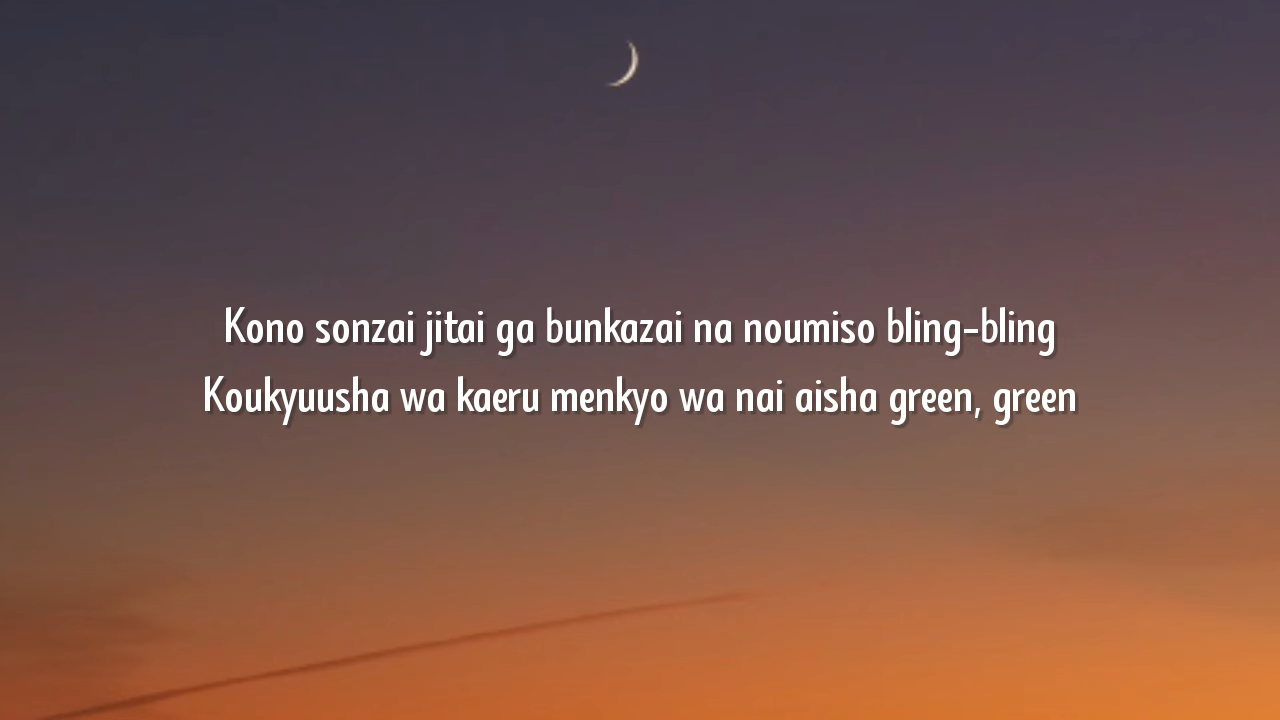 Kono sonzai jitai ga bunkazai na noumiso bling-bling
Koukyuusha wa kaeru menkyo wa nai aisha green, green